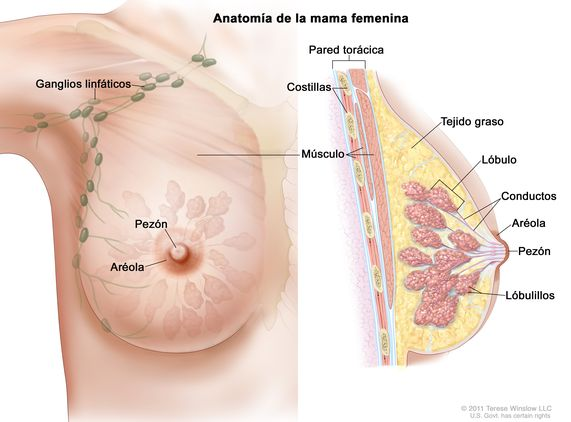 Anatomía de la mama femenina
Pared torácica
Ganglios linfáticos
Costillas
Tejido graso
Músculo
Lóbulo
Conductos
Pezón
Aréola
Aréola
Pezón
Lóbulillos
© 2011 Terese Winslow LLC
U.S. Govt. has certain rights